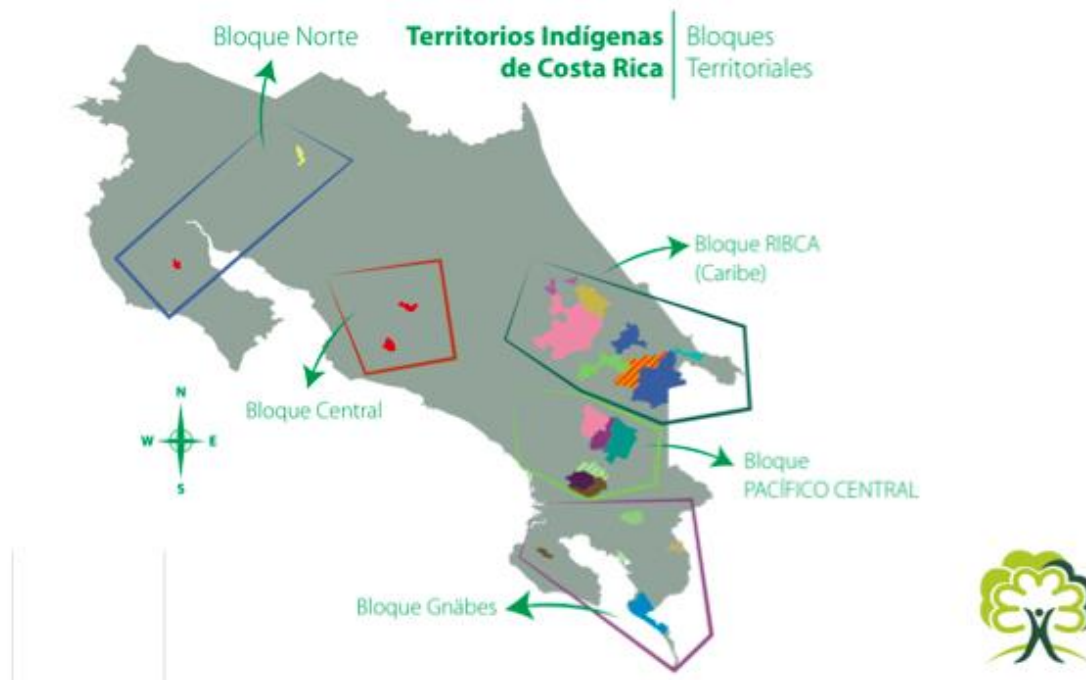 Bloque Norte
Territorios Indígenas
de Costa Rica
Bloques
Territoriales
Bloque RIBCA
(Caribe)
Bloque Central
N
W
E
S
Bloque
PACÍFICO CENTRAL
Bloque Gnäbes